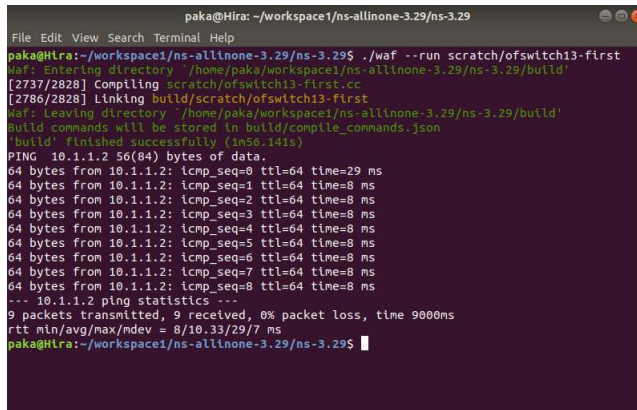 paka@Hira: ~/workspace1/ns-allinone-3.29/ns-3.29
File Edit View Search Terminal Help
paka@Hira:~/workspace1/ns-allinone-3.29/ns-3.29$ ./waf --run scratch/ofswitch13-first
Waf: Entering directory `/home/paka/workspace1/ns-allinone-3.29/ns-3.29/build'
[2737/2828] Compiling scratch/ofswitch13-first.cc
[2786/2828] Linking build/scratch/ofswitch13-first
Waf: Leaving directory `/home/paka/workspace1/ns-allinone-3.29/ns-3.29/build'
Build commands will be stored in build/compile_commands.json
'build' finished successfully (1m56.141s)
PING  10.1.1.2 56(84) bytes of data.
64 bytes from 10.1.1.2: icmp_seq=0 ttl=64 time=29 ms
64 bytes from 10.1.1.2: icmp_seq=1 ttl=64 time=8 ms
64 bytes from 10.1.1.2: icmp_seq=2 ttl=64 time=8 ms
64 bytes from 10.1.1.2: icmp_seq=3 ttl=64 time=8 ms
64 bytes from 10.1.1.2: icmp_seq=4 ttl=64 time=8 ms
64 bytes from 10.1.1.2: icmp_seq=5 ttl=64 time=8 ms
64 bytes from 10.1.1.2: icmp_seq=6 ttl=64 time=8 ms
64 bytes from 10.1.1.2: icmp_seq=7 ttl=64 time=8 ms
64 bytes from 10.1.1.2: icmp_seq=8 ttl=64 time=8 ms
--- 10.1.1.2 ping statistics ---
9 packets transmitted, 9 received, 0% packet loss, time 9000ms
rtt min/avg/max/mdev = 8/10.33/29/7 ms
paka@Hira:~/workspace1/ns-allinone-3.29/ns-3.29$